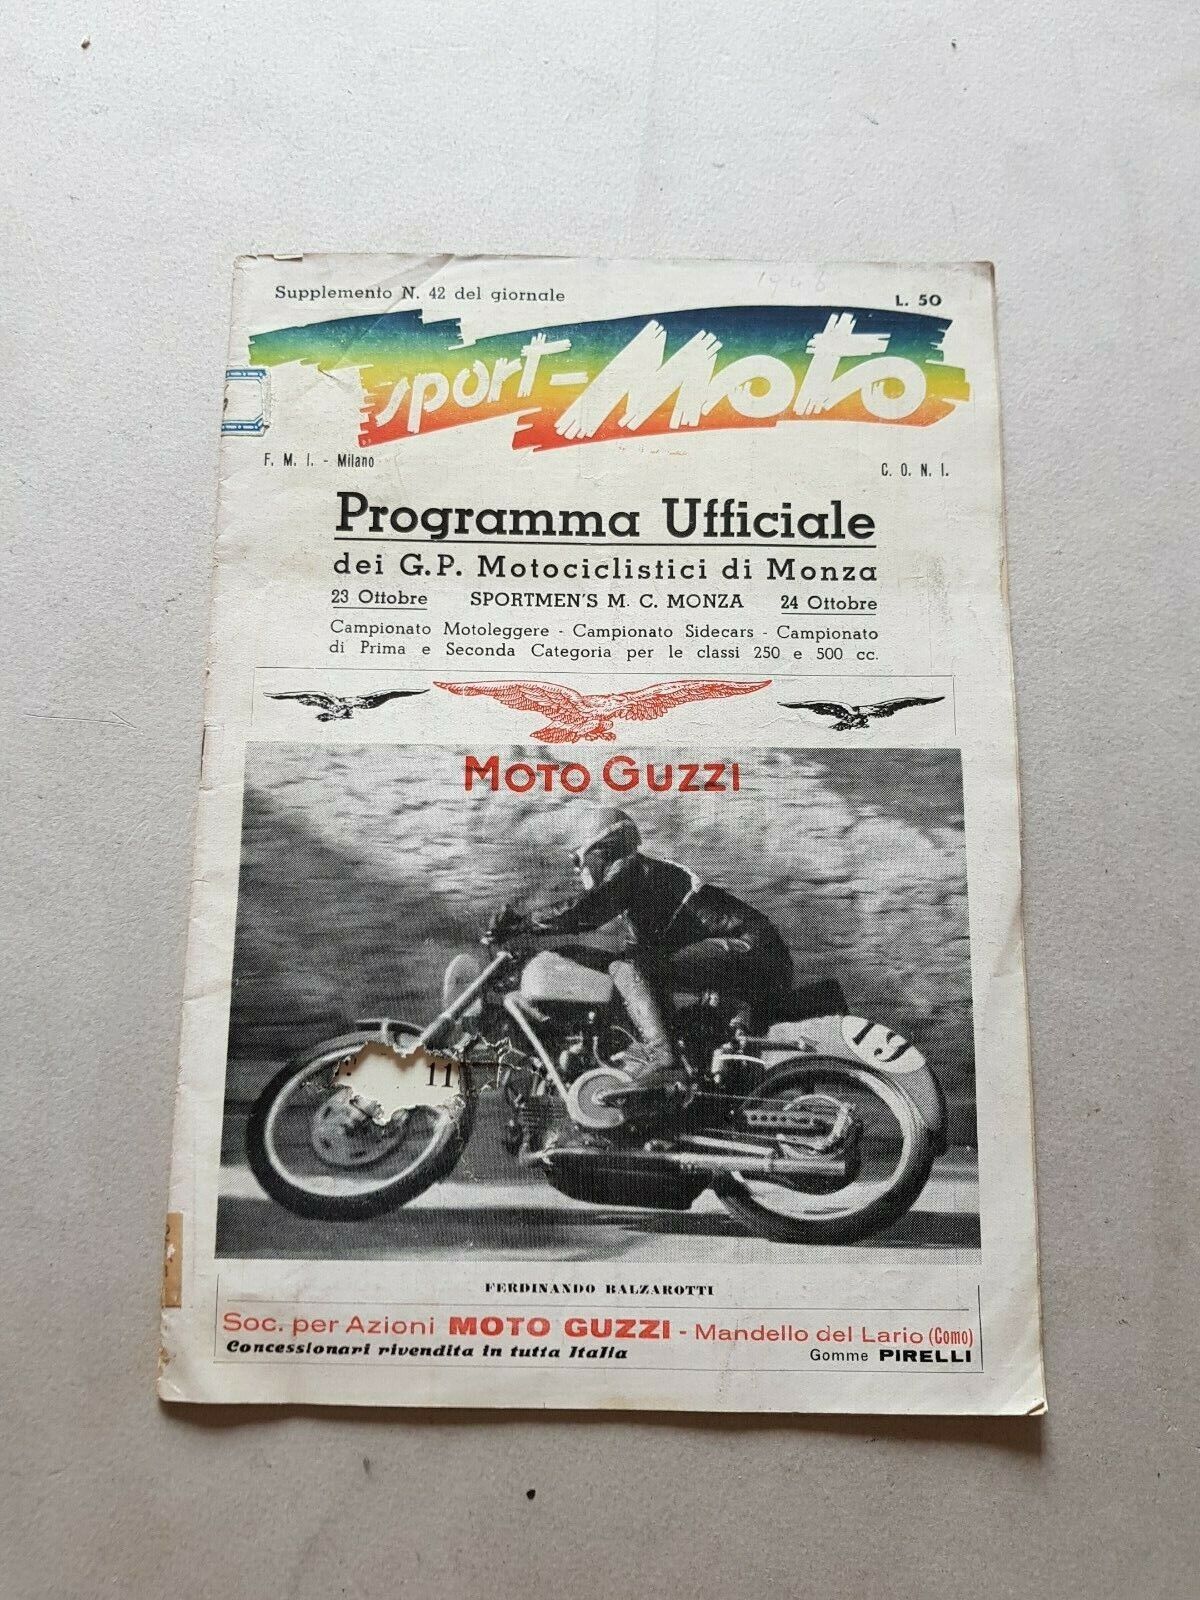 1946
Supplemento N. 42 del giornale
L. 50
sport-Moto
F. M. I. - Milano
C. O. N. I.
Programma Ufficiale
dei G.P. Motociclistici di Monza
23 Ottobre SPORTMEN'S M. C. MONZA 24 Ottobre
Campionato Motoleggere - Campionato Sidecars - Campionato
di Prima e Seconda Categoria per le classi 250 e 500 cc.
MOTO GUZZI
19
11
FERDINANDO BALZAROTTI
Soc. per Azioni MOTO GUZZI - Mandello del Lario (Como)
Concessionari rivendita in tutta Italia
Gomme PIRELLI